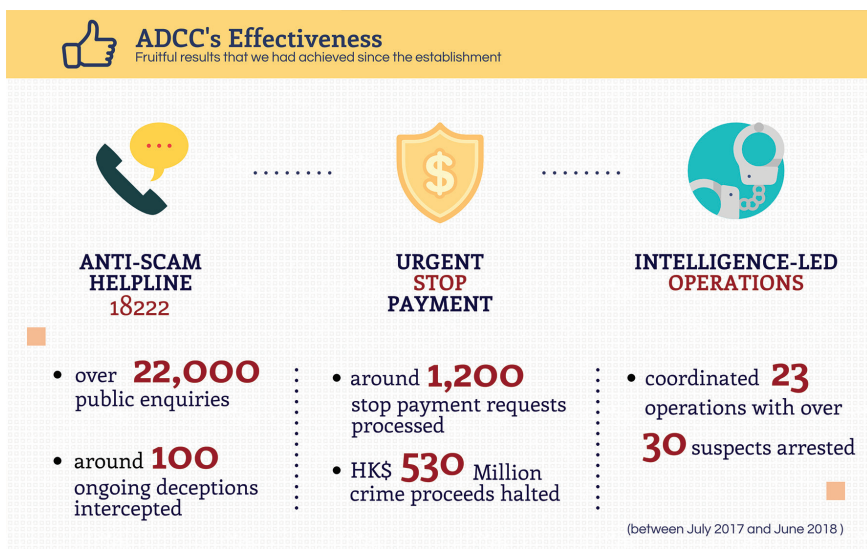 ADCC's Effectiveness
Fruitful results that we had achieved since the establishment
ANTI-SCAM
HELPLINE
18222
• over 22,000
public enquiries
• around 100
ongoing deceptions
intercepted
URGENT
STOP
PAYMENT
• around 1,200
stop payment requests
processed
• HK$ 530 Million
crime proceeds halted
INTELLIGENCE-LED
OPERATIONS
• coordinated 23
operations with over
30 suspects arrested
(between July 2017 and June 2018 )